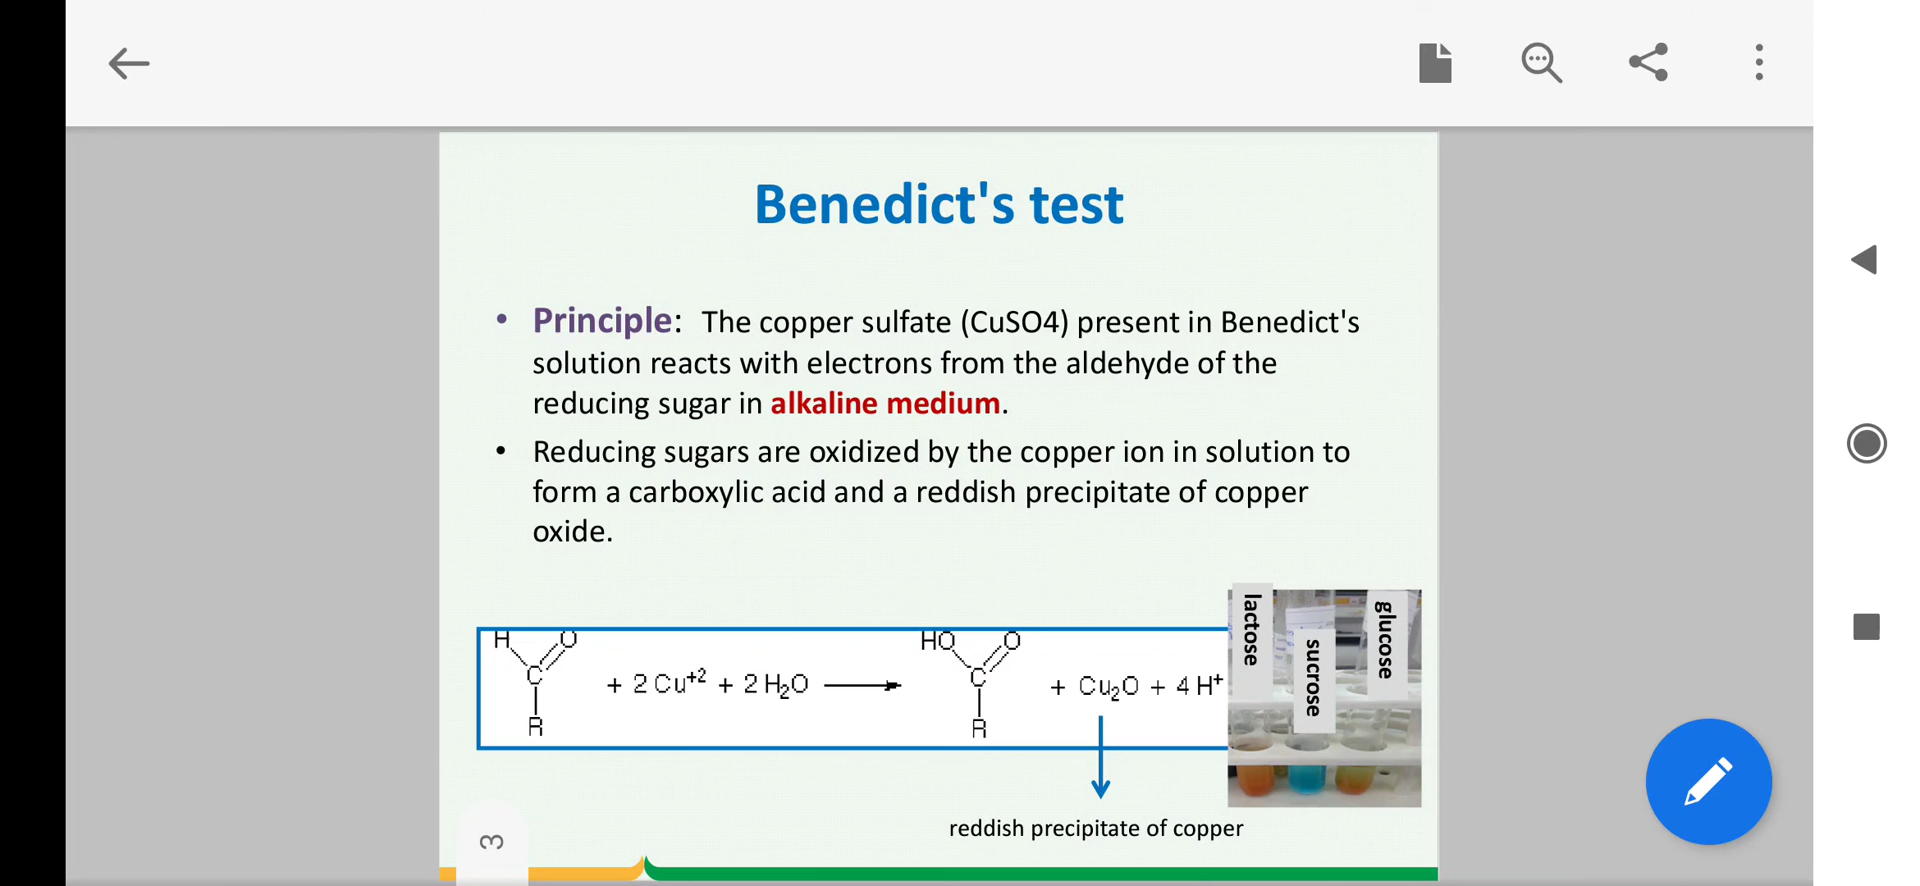 Benedict's test
• Principle: The copper sulfate (CuSO4) present in Benedict's
solution reacts with electrons from the aldehyde of the
reducing sugar in alkaline medium.
• Reducing sugars are oxidized by the copper ion in solution to
form a carboxylic acid and a reddish precipitate of copper
oxide.
H O
C
R
+ 2 Cu+2 + 2 H2O
HO O
C
R
+ Cu2O + 4 H+
lactose
sucrose
glucose
reddish precipitate of copper
3